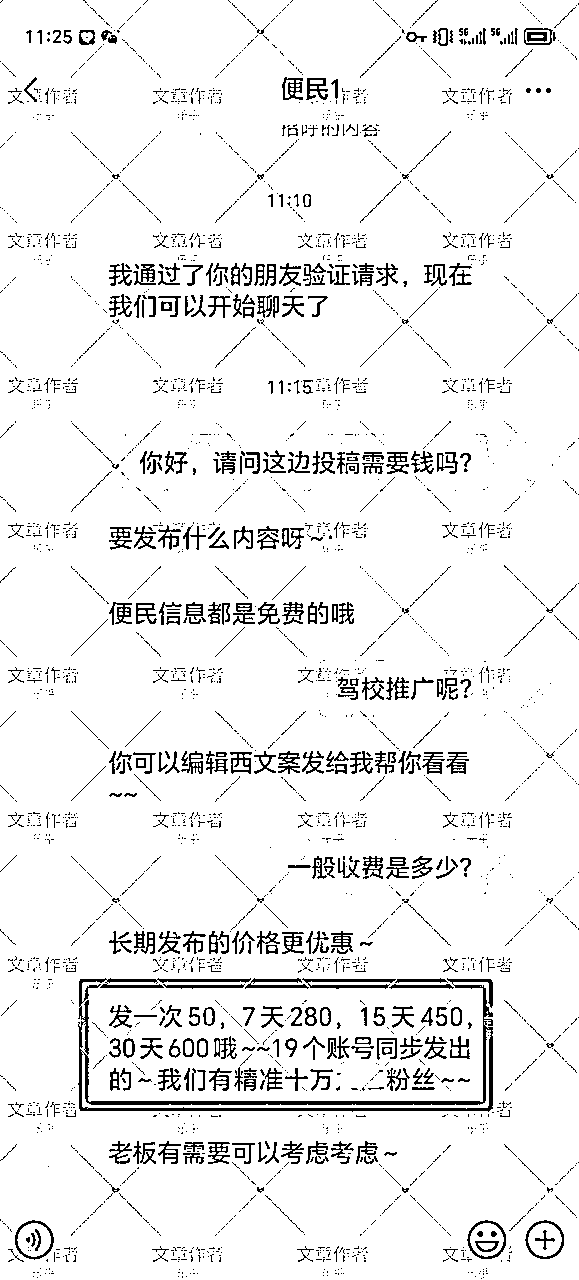 11:25
便民1
招呼的内容
11:10
我通过了你的朋友验证请求，现在
我们可以开始聊天了
11:15
你好，请问这边投稿需要钱吗？
要发布什么内容呀～
便民信息都是免费的哦
驾校推广呢？
你可以编辑西文案发给我帮你看看
~~
一般收费是多少？
长期发布的价格更优惠～
发一次50，7天280，15天450，
30天600哦~~19个账号同步发出
的～我们有精准十万 粉丝~~
老板有需要可以考虑考虑～
文章作者